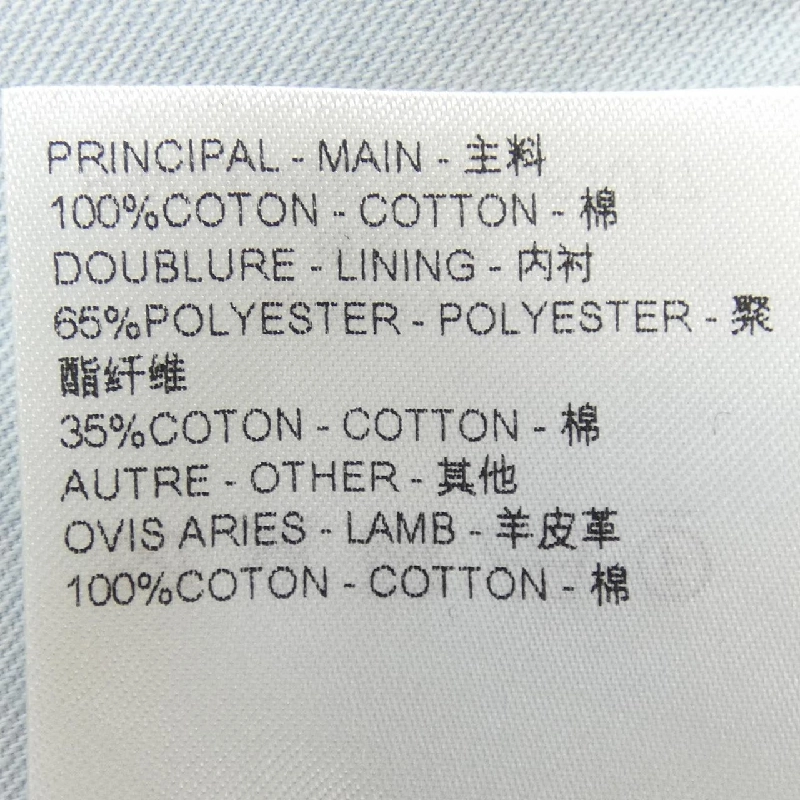 PRINCIPAL - MAIN - 主料
100%COTON - COTTON - 棉
DOUBLURE - LINING - 内衬
65%POLYESTER - POLYESTER - 聚
酯纤维
35%COTON - COTTON - 棉
AUTRE - OTHER - 其他
OVIS ARIES - LAMB - 羊皮革
100%COTON - COTTON - 棉